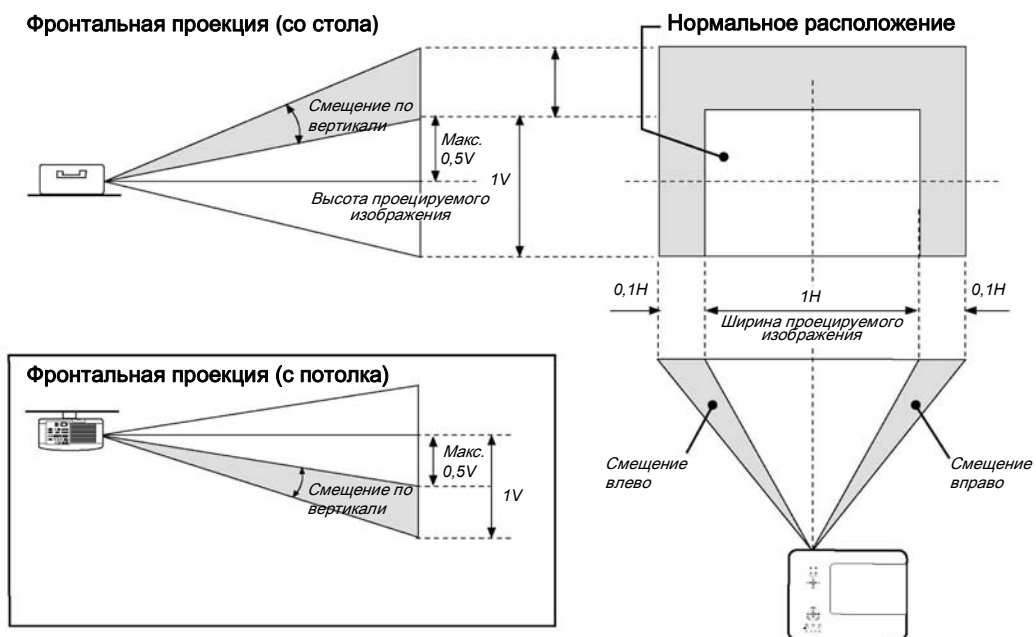 Фронтальная проекция (со стола)
Нормальное расположение
Смещение по
вертикали
Макс.
0,5V
1V
Высота проецируемого
изображения
0,1H
1H
0,1H
Ширина проецируемого
изображения
Фронтальная проекция (с потолка)
Макс.
0,5V
Смещение по
вертикали
1V
Смещение
влево
Смещение
вправо